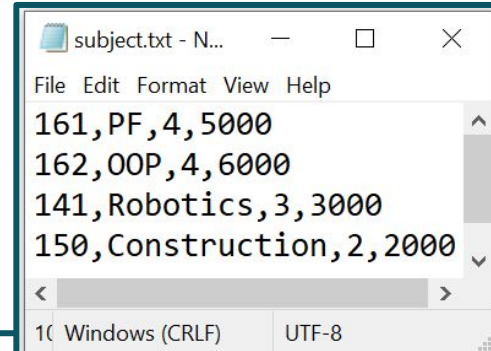 subject.txt - N...
File Edit Format View Help
161,PF,4,5000
162,OOP,4,6000
141,Robotics,3,3000
150,Construction,2,2000
Windows (CRLF) UTF-8